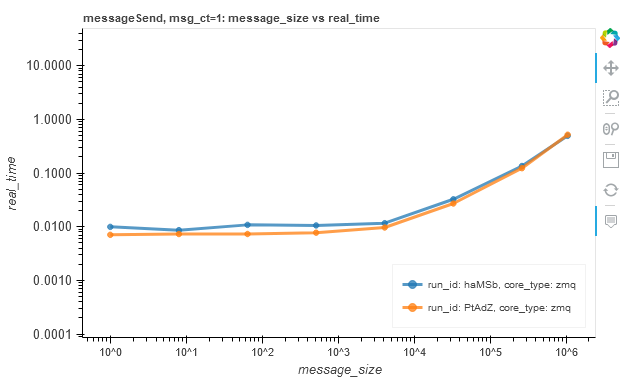 messageSend, msg_ct=1: message_size vs real_time
10.0000
1.0000
0.1000
0.0100
0.0010
0.0001
real_time
10^0
10^1
10^2
10^3
10^4
10^5
10^6
message_size
run_id: haMSb, core_type: zmq
run_id: PtAdZ, core_type: zmq